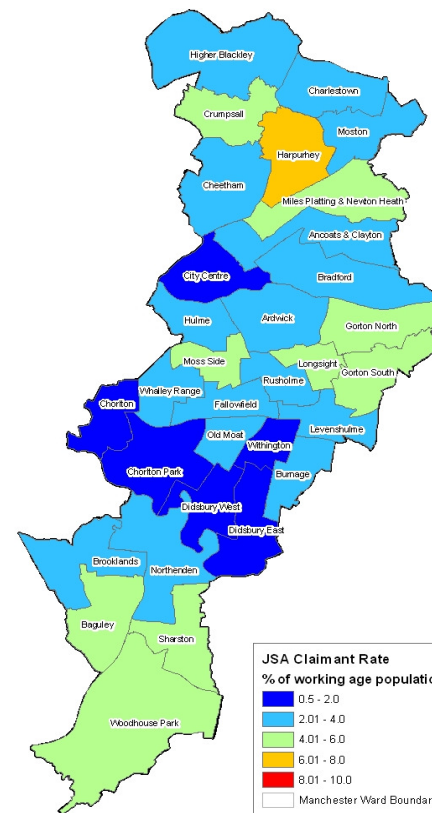 Higher Blackley
Charlestown
Crumpsall
Moston
Harpurhey
Cheetham
Miles Platting & Newton Heath
Ancoats & Clayton
City Centre
Bradford
Hulme
Ardwick
Gorton North
Moss Side
Longsight
Gorton South
Rusholme
Whalley Range
Chorlton
Fallowfield
Levenshulme
Old Moat
Withington
Chorlton Park
Burnage
Didsbury West
Didsbury East
Brooklands
Northenden
Baguley
Sharston
Woodhouse Park
JSA Claimant Rate
% of working age populatio
0.5 - 2.0
2.01 - 4.0
4.01 - 6.0
6.01 - 8.0
8.01 - 10.0
Manchester Ward Boundar